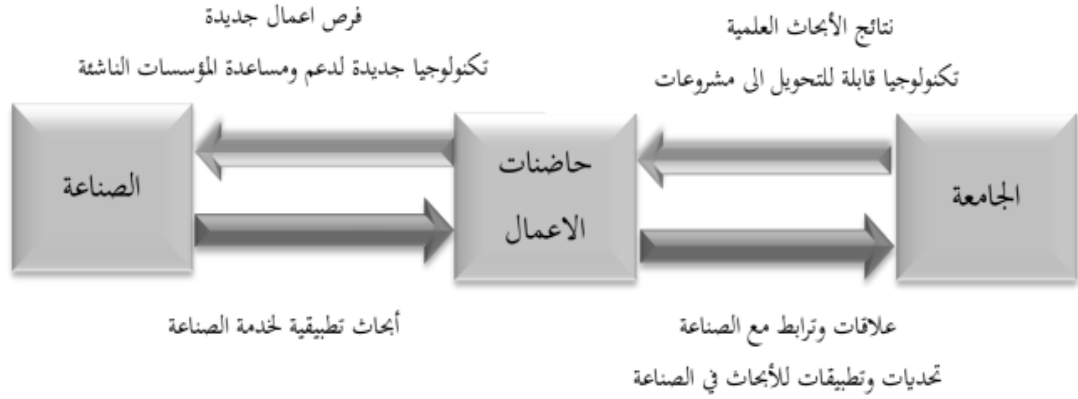 نتائج الأبحاث العلمية
تكنولوجيا قابلة للتحويل الى مشروعات
فرص اعمال جديدة
تكنولوجيا جديدة لدعم ومساعدة المؤسسات الناشئة
الجامعة
حاضنات
الاعمال
الصناعة
علاقات وترابط مع الصناعة
تحديات وتطبيقات للأبحاث في الصناعة
أبحاث تطبيقية لخدمة الصناعة